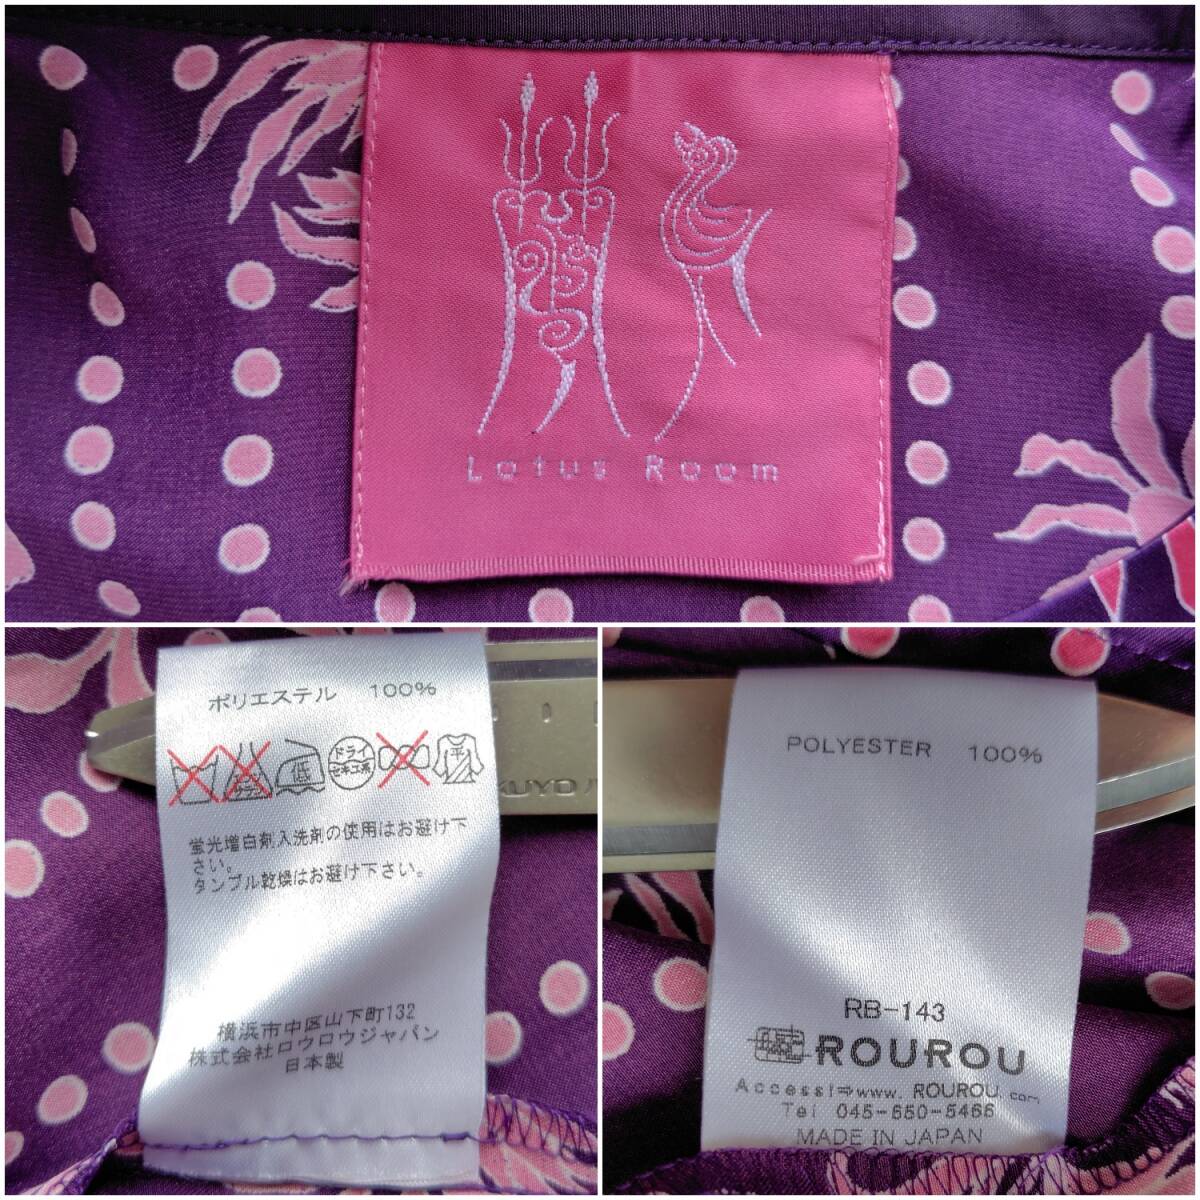 Lotus Room
ポリエステル 100%
低
ドライ
セキユ系
平
蛍光増白剤入洗剤の使用はお避け下
さい。
タンブル乾燥はお避け下さい。
横浜市中区山下町132
株式会社ロウロウジャパン
日本製
KUYO
POLYESTER 100%
RB-143
ROUROU
Access!⇒www. ROUROU.com
Tel 045-650-5466
MADE IN JAPAN